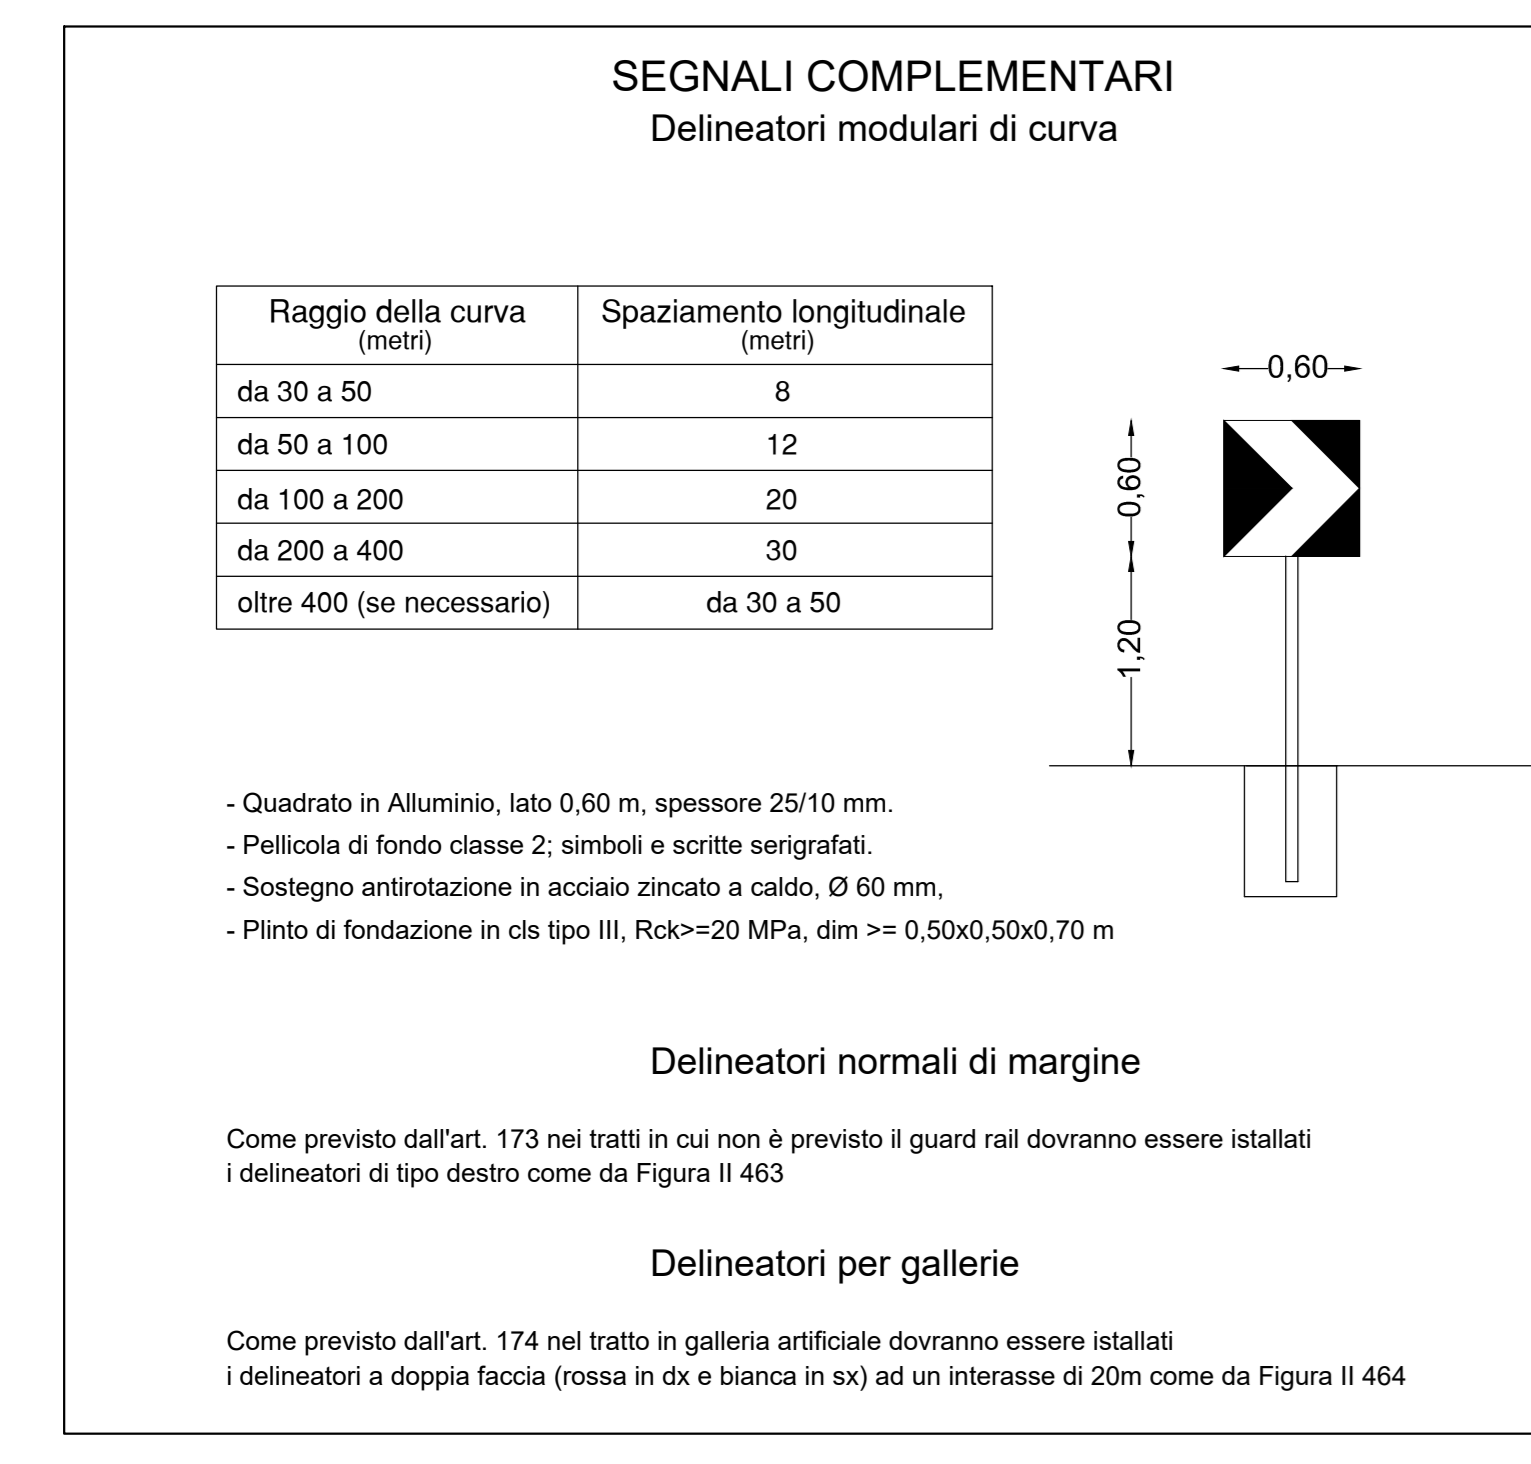 SEGNALI COMPLEMENTARI
Delineatori modulari di curva
Raggio della curva Spaziamento longitudinale
(metri) (metri)
da 30 a 50 8
da 50 a 100 12
da 100 a 200 20
da 200 a 400 30
oltre 400 (se necessario) da 30 a 50
0,60
0,60
1,20
- Quadrato in Alluminio, lato 0,60 m, spessore 25/10 mm.
- Pellicola di fondo classe 2; simboli e scritte serigrafati.
- Sostegno antirotazione in acciaio zincato a caldo, Ø 60 mm,
- Plinto di fondazione in cls tipo III, Rck>=20 MPa, dim >= 0,50x0,50x0,70 m
Delineatori normali di margine
Come previsto dall'art. 173 nei tratti in cui non è previsto il guard rail dovranno essere istallati
i delineatori di tipo destro come da Figura II 463
Delineatori per gallerie
Come previsto dall'art. 174 nel tratto in galleria artificiale dovranno essere istallati
i delineatori a doppia faccia (rossa in dx e bianca in sx) ad un interasse di 20m come da Figura II 464